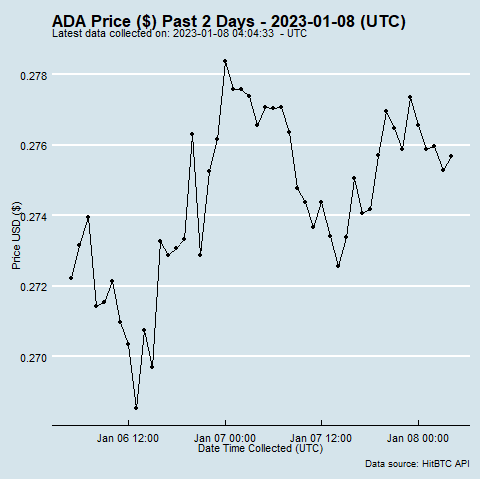 ADA Price ($) Past 2 Days - 2023-01-08 (UTC)
Latest data collected on: 2023-01-08 04:04:33 - UTC
0.278
0.276
0.274
0.272
0.270
Price USD ($)
Jan 06 12:00 Jan 07 00:00 Jan 07 12:00 Jan 08 00:00
Date Time Collected (UTC)
Data source: HitBTC API